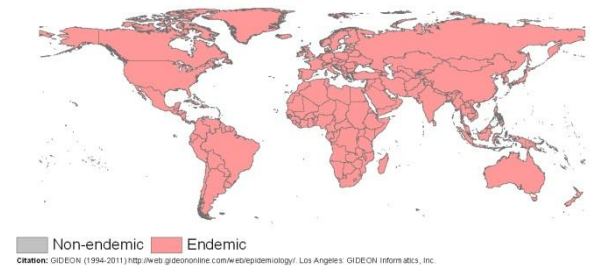 Non-endemic Endemic
Citation: GIDEON (1994-2011) http://web.gideononline.com/web/epidemiology/. Los Angeles: GIDEON Informatics, Inc.